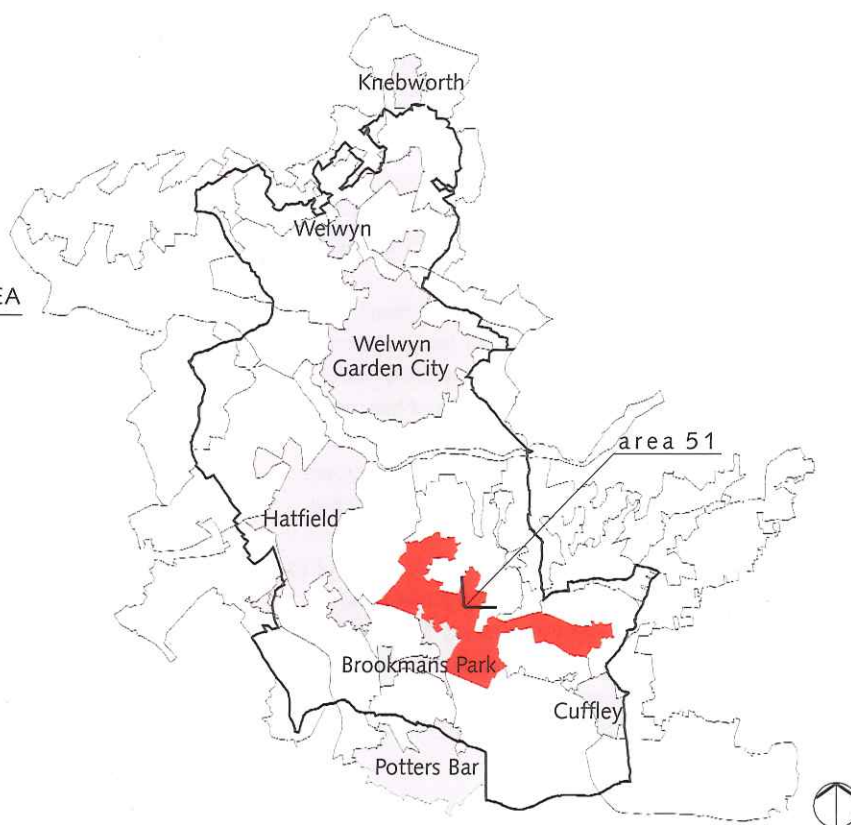 Knebworth
Welwyn
EA
Welwyn
Garden City
area 51
Hatfield
Brookmans Park
Cuffley
Potters Bar